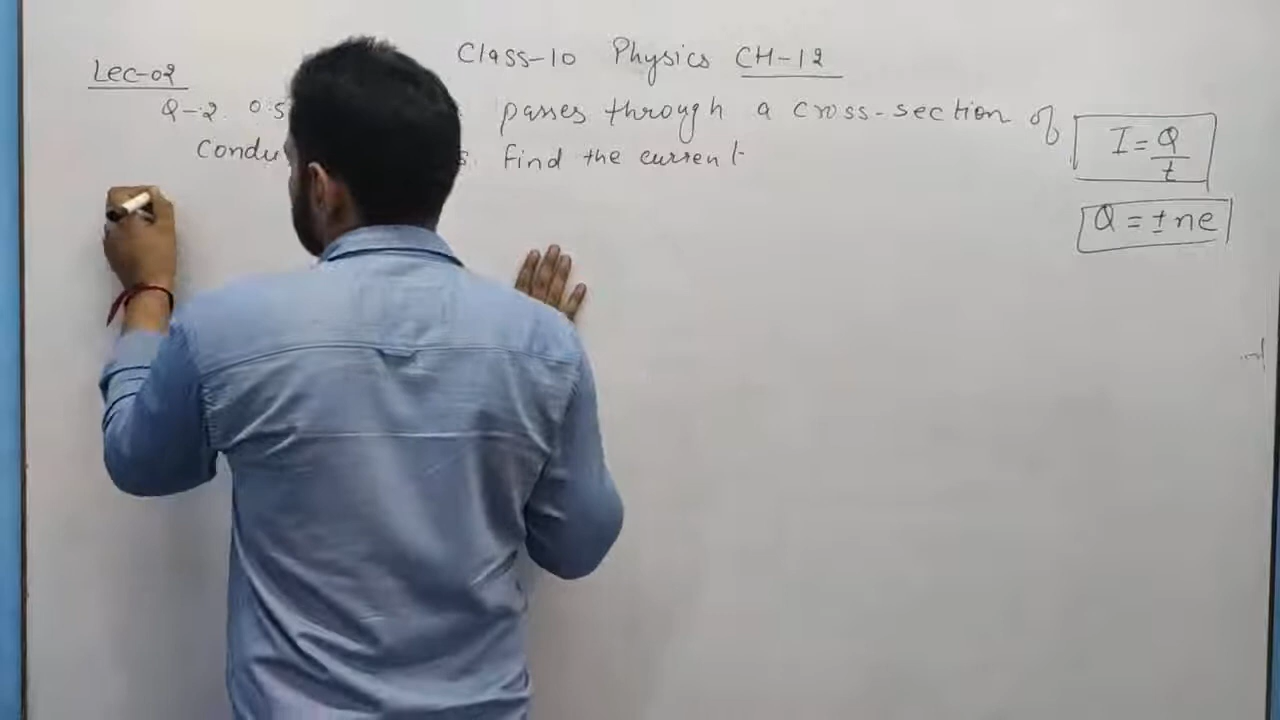 Class-10 Physics CH-12
Lec-02
Q-2. 0.5 passes through a cross-section of
Condu s. Find the current
I = Q/t
Q = ± ne